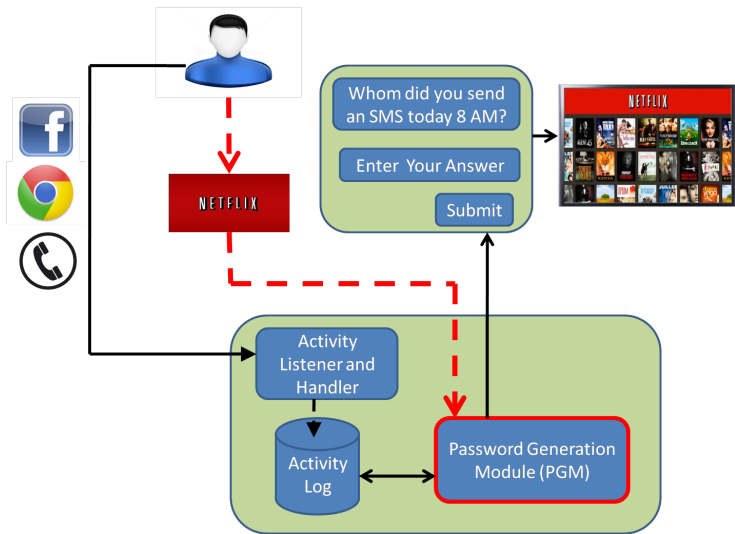 Whom did you send
an SMS today 8 AM?
Enter Your Answer
Submit
NETFLIX
NETFLIX
Activity
Listener and
Handler
Activity
Log
Password Generation
Module (PGM)